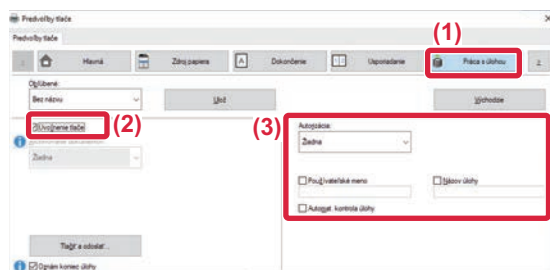 Predvoľby tlače
Predvoľby tlače
(1)
Hlavná
Zdroj papiera
Dokončenie
Usporiadanie
Práca s úlohou
Obľúbené:
Bez názvu
Ulož
Východzie
Uvoľnenie tlače
(2)
(3)
Žiadna
Autorizácia:
Žiadna
Používateľské meno
Názov úlohy
Automat. kontrola úlohy
Tlačiť a odoslať...
Oznám koniec úlohy